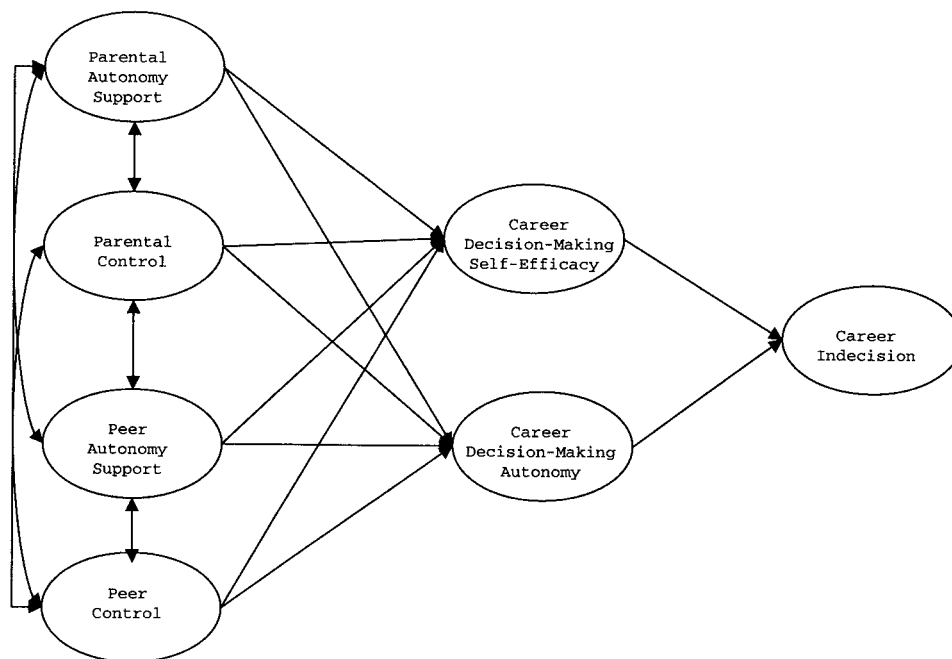 Parental
Autonomy
Support
Parental
Control
Peer
Autonomy
Support
Peer
Control
Career
Decision-Making
Self-Efficacy
Career
Decision-Making
Autonomy
Career
Indecision